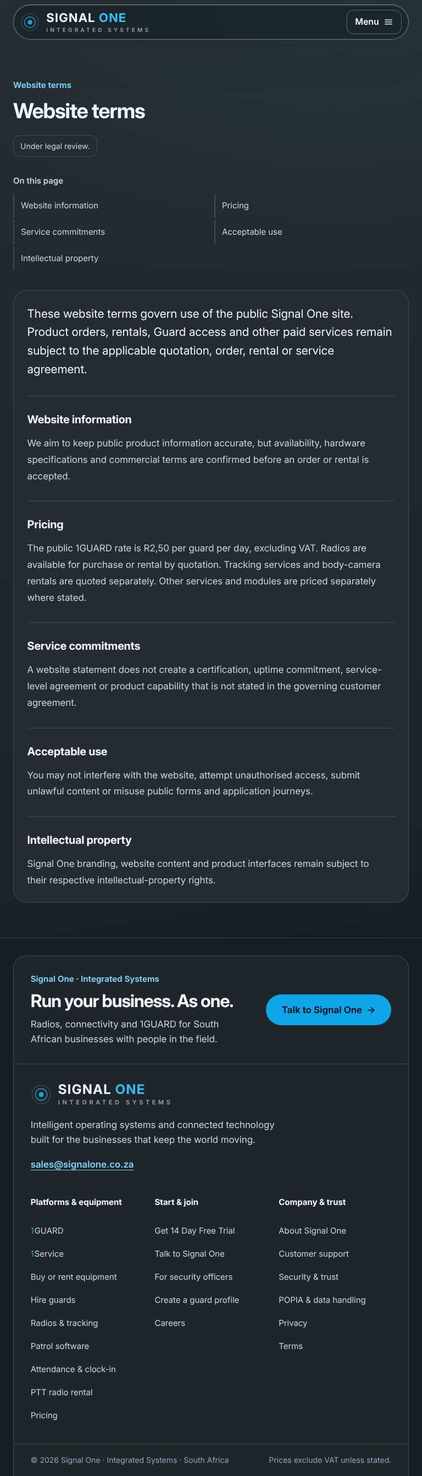 SIGNAL ONE
INTEGRATED SYSTEMS
Menu
Website terms
Website terms
Under legal review.
On this page
Website information
Pricing
Service commitments
Acceptable use
Intellectual property
These website terms govern use of the public Signal One site.
Product orders, rentals, Guard access and other paid services remain
subject to the applicable quotation, order, rental or service
agreement.
Website information
We aim to keep public product information accurate, but availability, hardware
specifications and commercial terms are confirmed before an order or rental is
accepted.
Pricing
The public 1GUARD rate is R2,50 per guard per day, excluding VAT. Radios are
available for purchase or rental by quotation. Tracking services and body-camera
rentals are quoted separately. Other services and modules are priced separately
where stated.
Service commitments
A website statement does not create a certification, uptime commitment, service-
level agreement or product capability that is not stated in the governing customer
agreement.
Acceptable use
You may not interfere with the website, attempt unauthorised access, submit
unlawful content or misuse public forms and application journeys.
Intellectual property
Signal One branding, website content and product interfaces remain subject to
their respective intellectual-property rights.
Signal One · Integrated Systems
Run your business. As one.
Radios, connectivity and 1GUARD for South
African businesses with people in the field.
Talk to Signal One →
SIGNAL ONE
INTEGRATED SYSTEMS
Intelligent operating systems and connected technology
built for the businesses that keep the world moving.
sales@signalone.co.za
Platforms & equipment
1GUARD
1Service
Buy or rent equipment
Hire guards
Radios & tracking
Patrol software
Attendance & clock-in
PTT radio rental
Pricing
Start & join
Get 14 Day Free Trial
Talk to Signal One
For security officers
Create a guard profile
Careers
Company & trust
About Signal One
Customer support
Security & trust
POPIA & data handling
Privacy
Terms
© 2026 Signal One · Integrated Systems · South Africa
Prices exclude VAT unless stated.